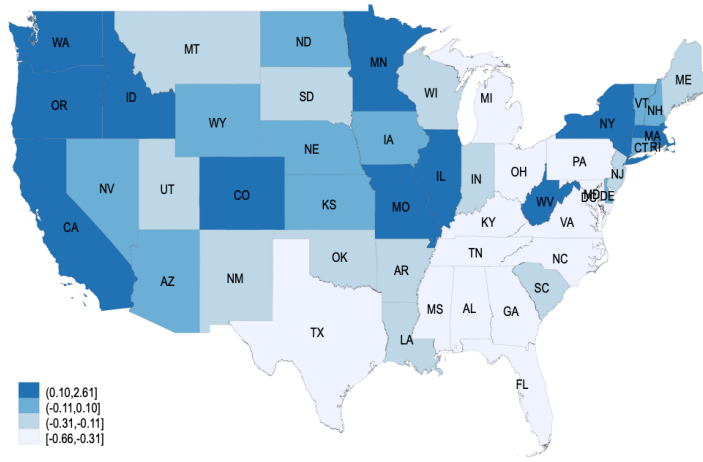 WA
MT
ND
MN
ME
OR
ID
WI
MI
VT
NH
SD
NY
MA
WY
CT
RI
IA
NE
PA
NV
UT
CO
IL
IN
OH
NJ
CA
KS
MO
WV
MD
DE
DC
KY
VA
AZ
NM
OK
AR
TN
NC
SC
TX
LA
MS
AL
GA
FL
(0.10,2.61]
(-0.11,0.10]
(-0.31,-0.11]
[-0.66,-0.31]